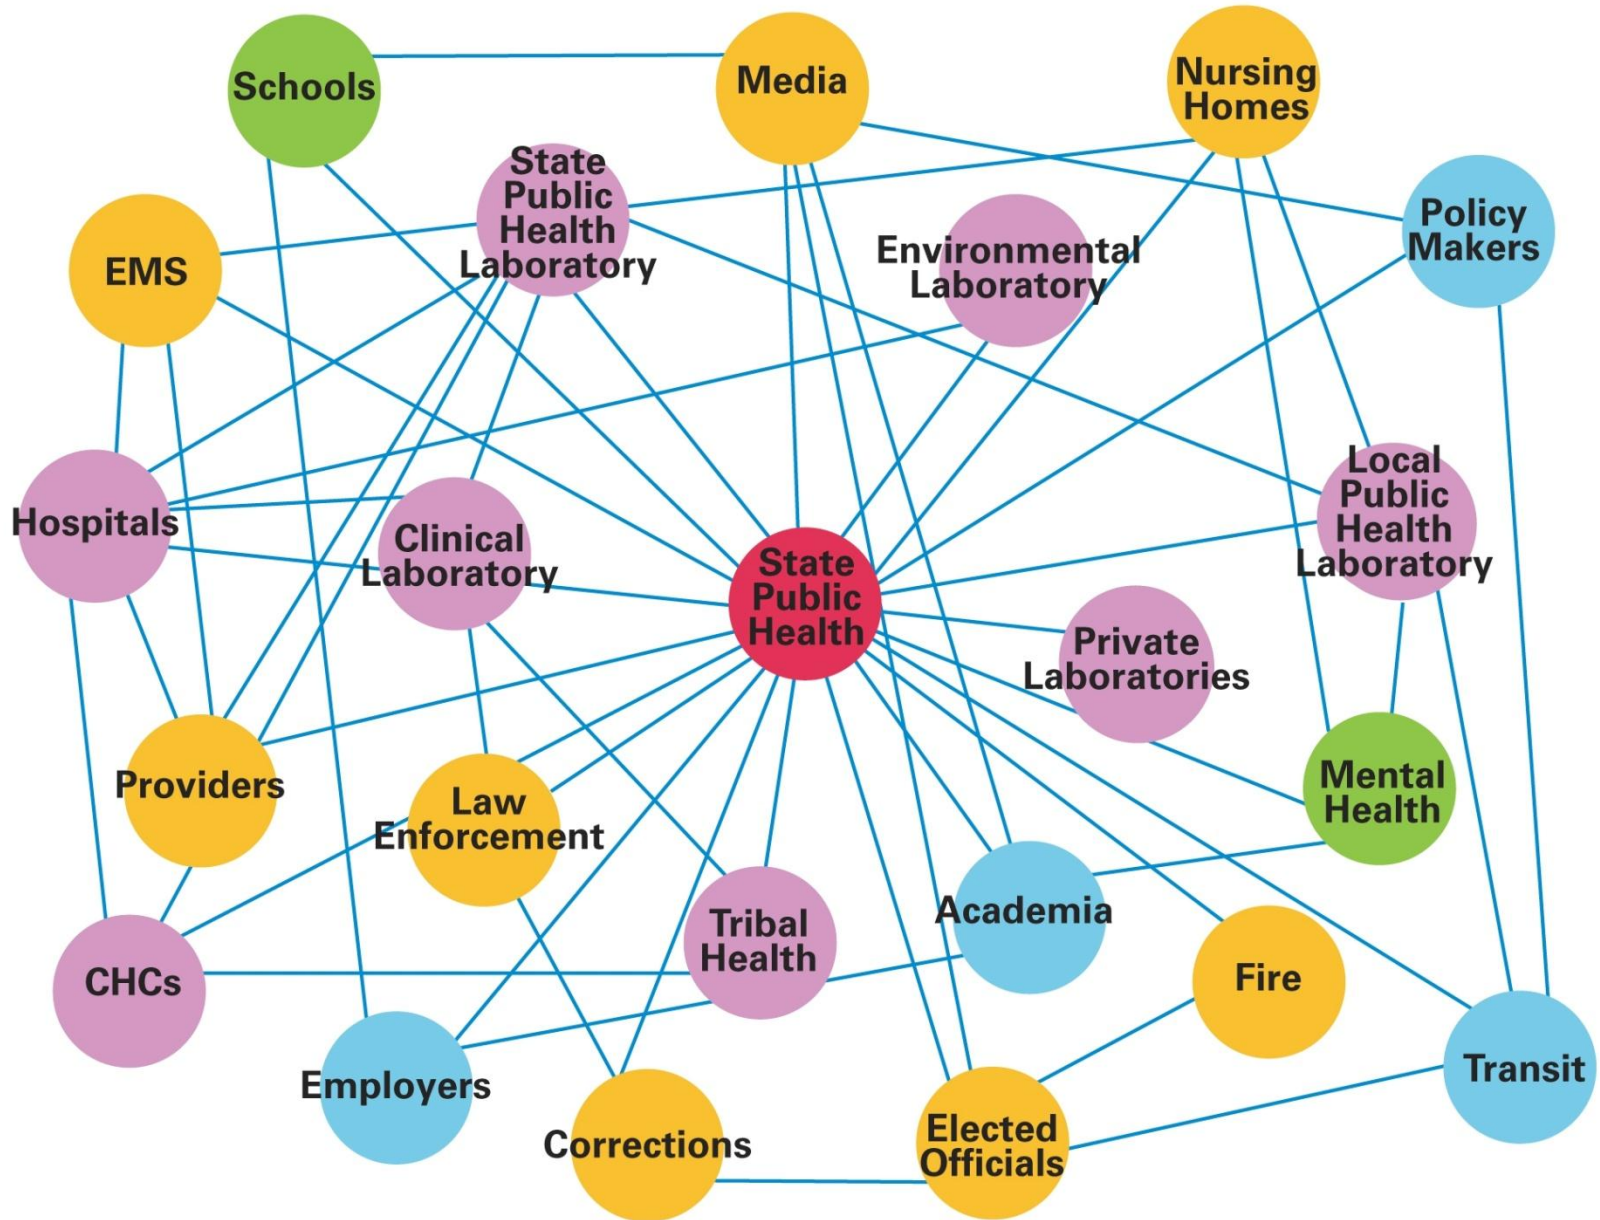 Schools
Media
Nursing
Homes
State
Public
Health
Laboratory
Policy
Makers
Environmental
Laboratory
EMS
Local
Public
Health
Laboratory
Hospitals
Clinical
Laboratory
State
Public
Health
Private
Laboratories
Providers
Law
Enforcement
Mental
Health
Tribal
Health
Academia
CHCs
Fire
Employers
Transit
Corrections
Elected
Officials